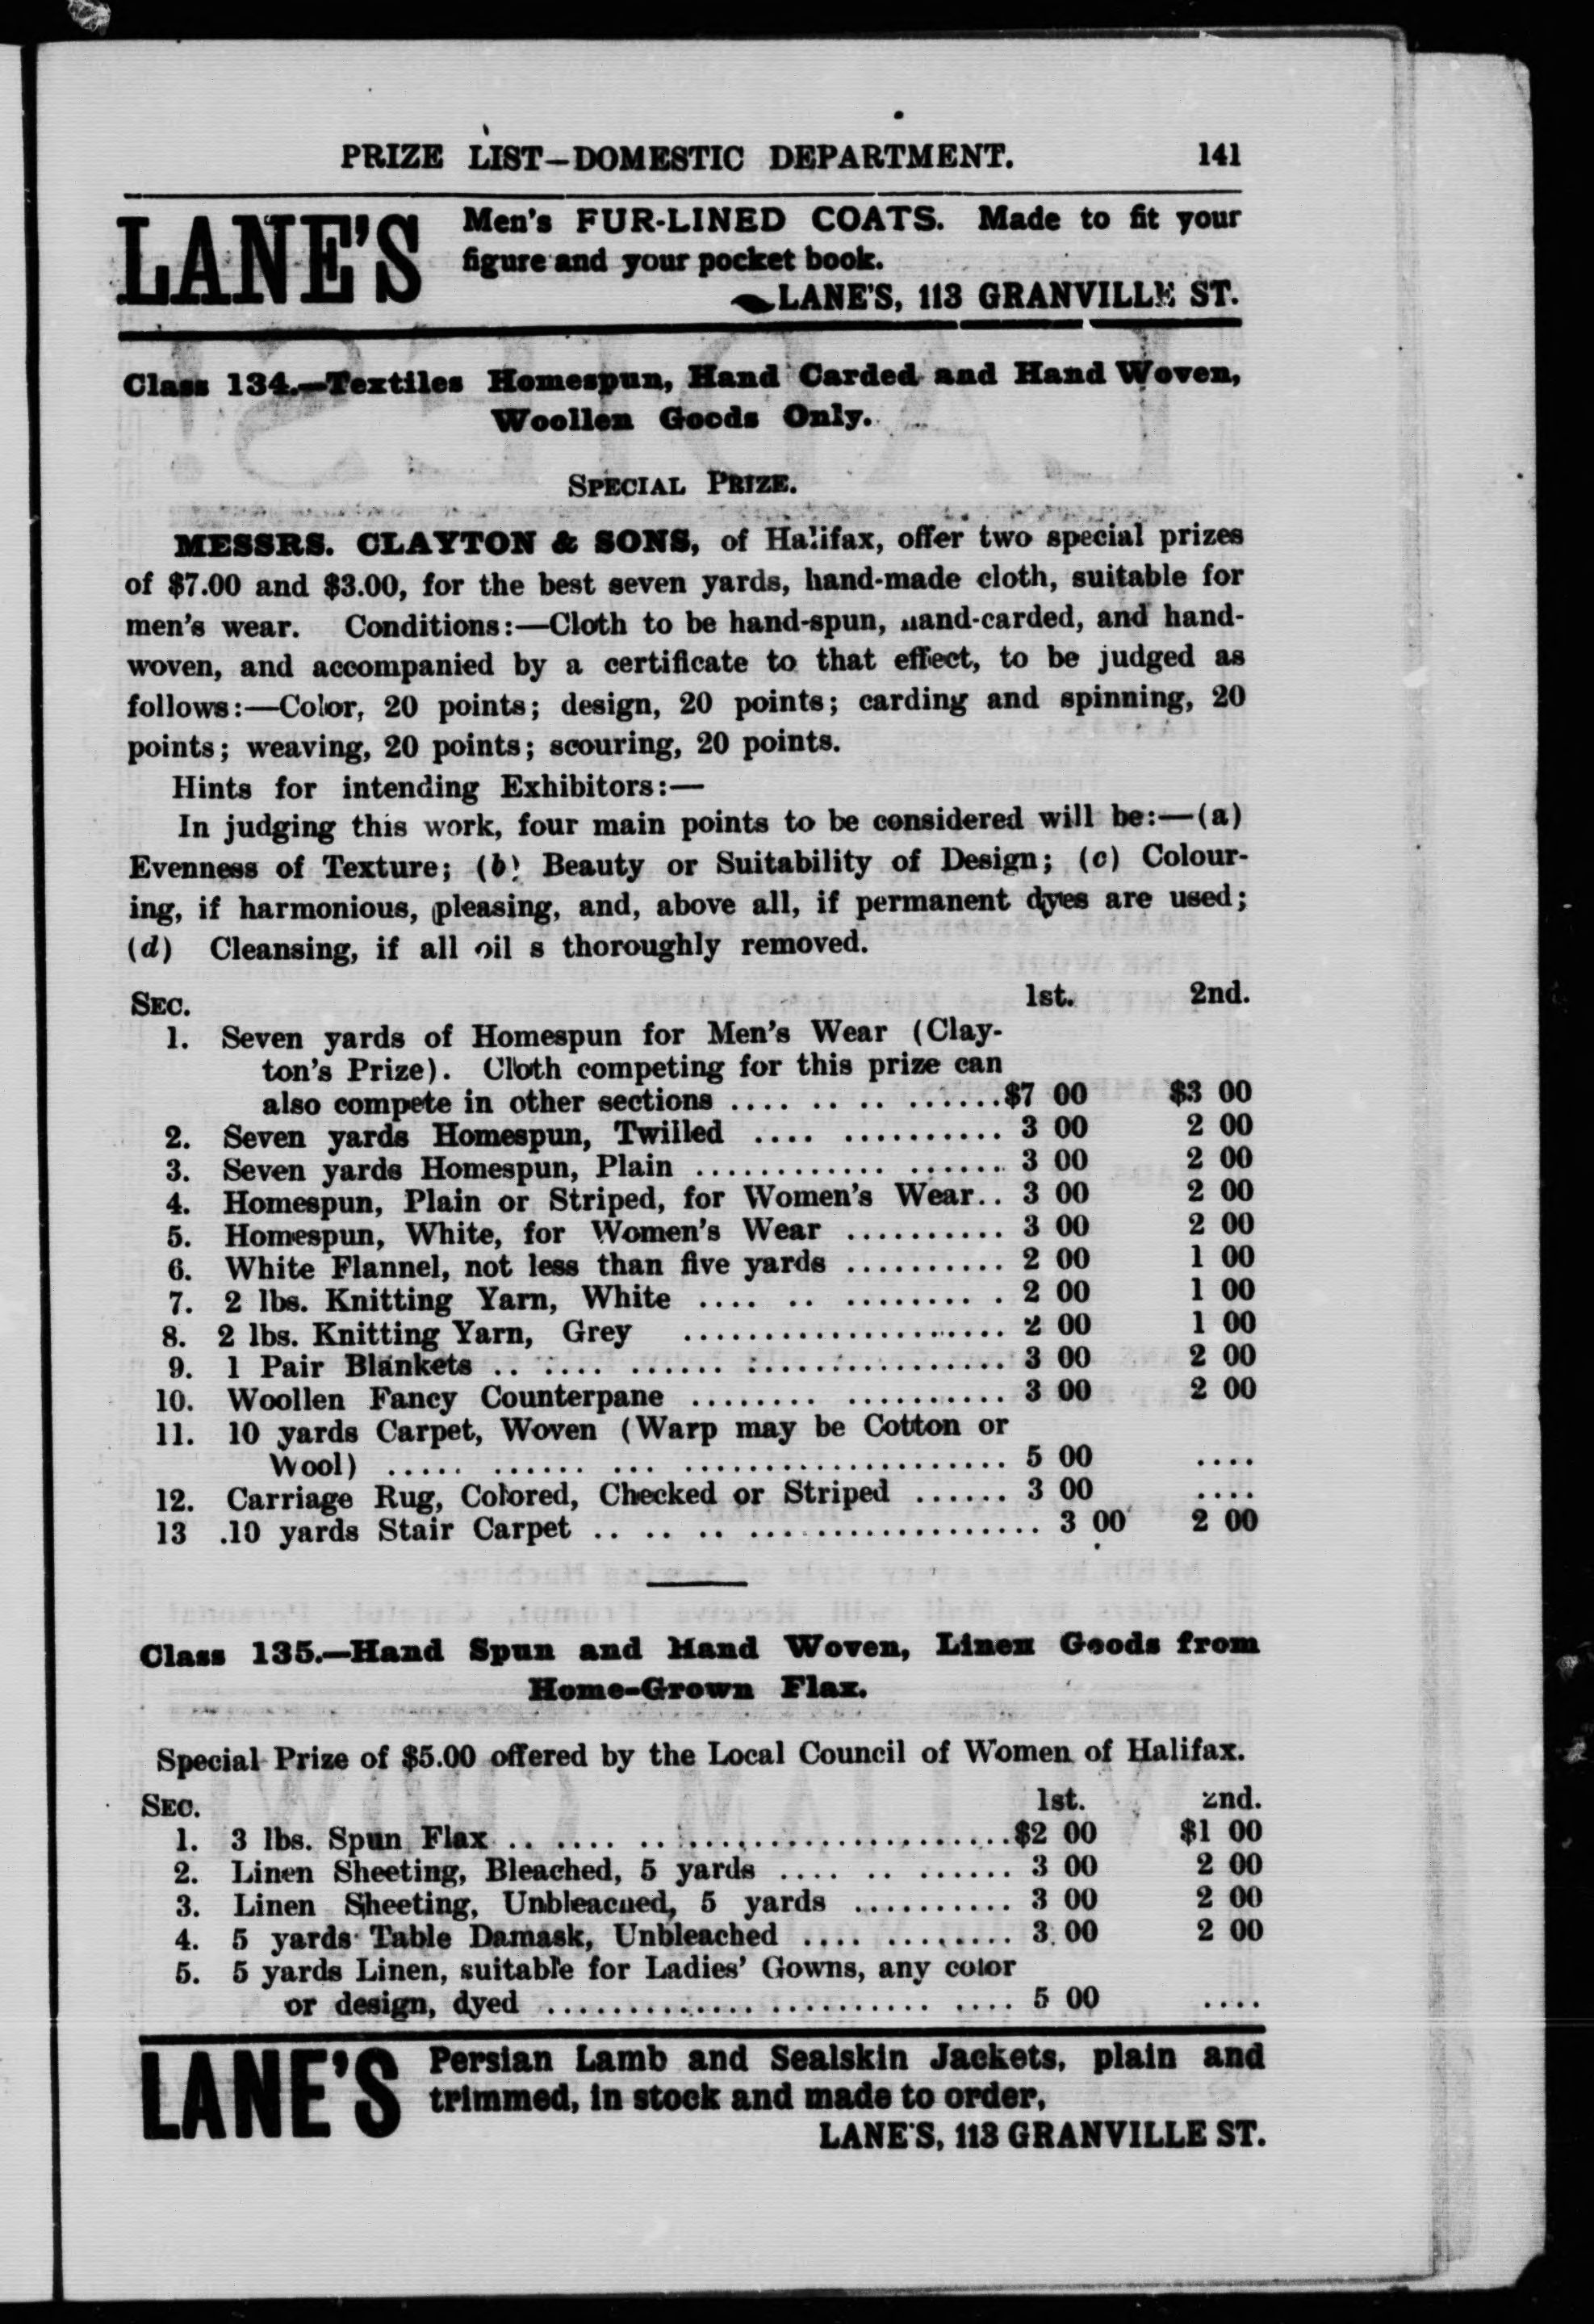 PRIZE LIST—DOMESTIC DEPARTMENT. 141
LANE'S
Men's FUR-LINED COATS. Made to fit your
figure and your pocket book.
LANE'S, 113 GRANVILLE ST.
Class 134.—Textiles Homespun, Hand Carded and Hand Woven,
Woollen Goods Only.
SPECIAL PRIZE.
MESSRS. CLAYTON & SONS, of Halifax, offer two special prizes
of $7.00 and $3.00, for the best seven yards, hand-made cloth, suitable for
men's wear. Conditions:—Cloth to be hand-spun, hand-carded, and hand-
woven, and accompanied by a certificate to that effect, to be judged as
follows:—Color, 20 points; design, 20 points; carding and spinning, 20
points; weaving, 20 points; scouring, 20 points.
Hints for intending Exhibitors:—
In judging this work, four main points to be considered will be:—(a)
Evenness of Texture; (b) Beauty or Suitability of Design; (c) Colour-
ing, if harmonious, pleasing, and, above all, if permanent dyes are used;
(d) Cleansing, if all oil s thoroughly removed.
SEC. 1st. 2nd.
1. Seven yards of Homespun for Men's Wear (Clay-
ton's Prize). Cloth competing for this prize can
also compete in other sections .... .. .. ......$7 00 $3 00
2. Seven yards Homespun, Twilled .... .......... 3 00 2 00
3. Seven yards Homespun, Plain ............ ...... 3 00 2 00
4. Homespun, Plain or Striped, for Women's Wear.. 3 00 2 00
5. Homespun, White, for Women's Wear .......... 3 00 2 00
6. White Flannel, not less than five yards .......... 2 00 1 00
7. 2 lbs. Knitting Yarn, White .... .. ........ . 2 00 1 00
8. 2 lbs. Knitting Yarn, Grey .................... 2 00 1 00
9. 1 Pair Blankets .. ..... ...... ................ 3 00 2 00
10. Woollen Fancy Counterpane ........ .......... 3 00 2 00
11. 10 yards Carpet, Woven (Warp may be Cotton or
Wool) ..... ...... ... .................... 5 00 ....
12. Carriage Rug, Colored, Checked or Striped ...... 3 00 ....
13 .10 yards Stair Carpet .. .. .. .................. 3 00 2 00
Class 135.—Hand Spun and Hand Woven, Linen Goods from
Home-Grown Flax.
Special Prize of $5.00 offered by the Local Council of Women of Halifax.
SEC. 1st. 2nd.
1. 3 lbs. Spun Flax .. .... .. ....................$2 00 $1 00
2. Linen Sheeting, Bleached, 5 yards .... .. ...... 3 00 2 00
3. Linen Sheeting, Unbleached, 5 yards .......... 3 00 2 00
4. 5 yards Table Damask, Unbleached .... ........ 3 00 2 00
5. 5 yards Linen, suitable for Ladies' Gowns, any color
or design, dyed ........................ .... 5 00 ....
LANE'S
Persian Lamb and Sealskin Jackets, plain and
trimmed, in stock and made to order,
LANE'S, 113 GRANVILLE ST.